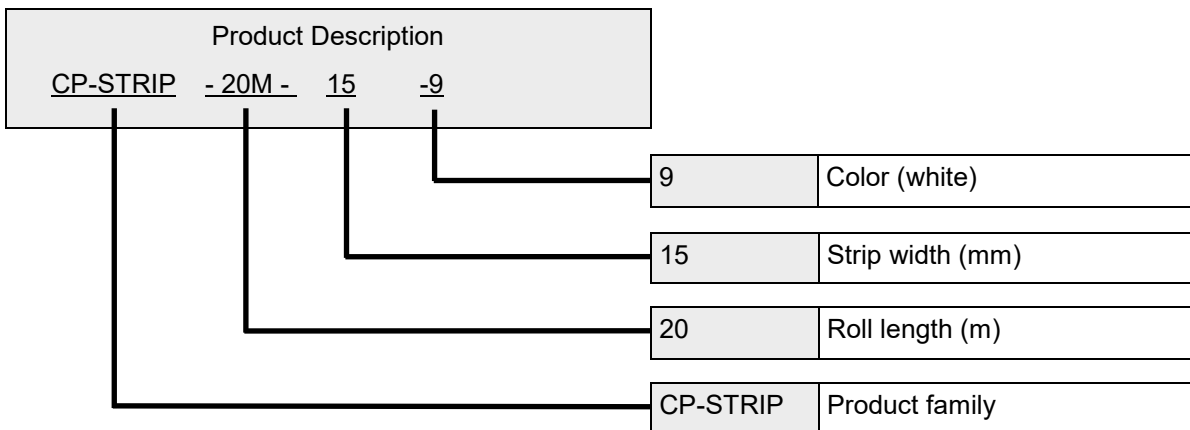 Product Description
CP-STRIP - 20M - 15 -9
9 Color (white)
15 Strip width (mm)
20 Roll length (m)
CP-STRIP Product family